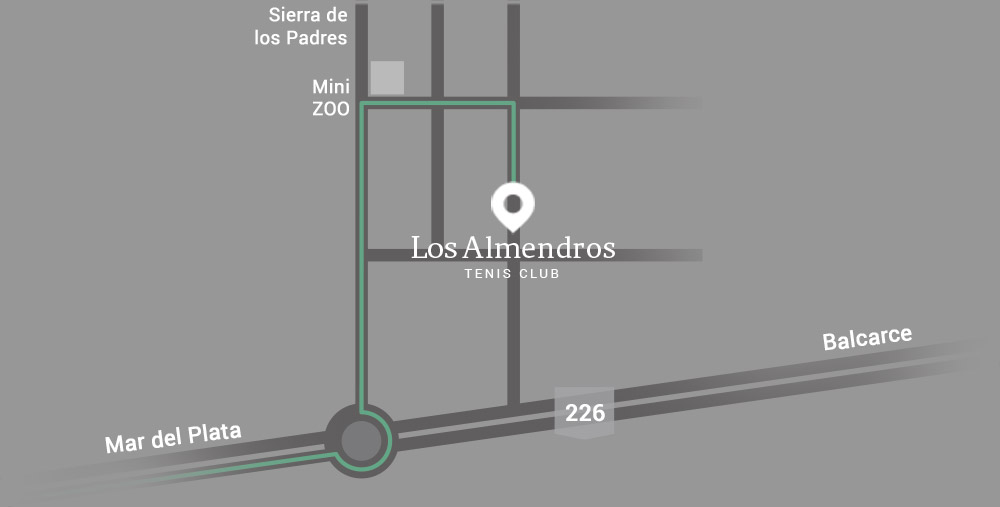 Sierra de
los Padres
Mini
ZOO
Los Almendros
TENIS CLUB
Balcarce
226
Mar del Plata